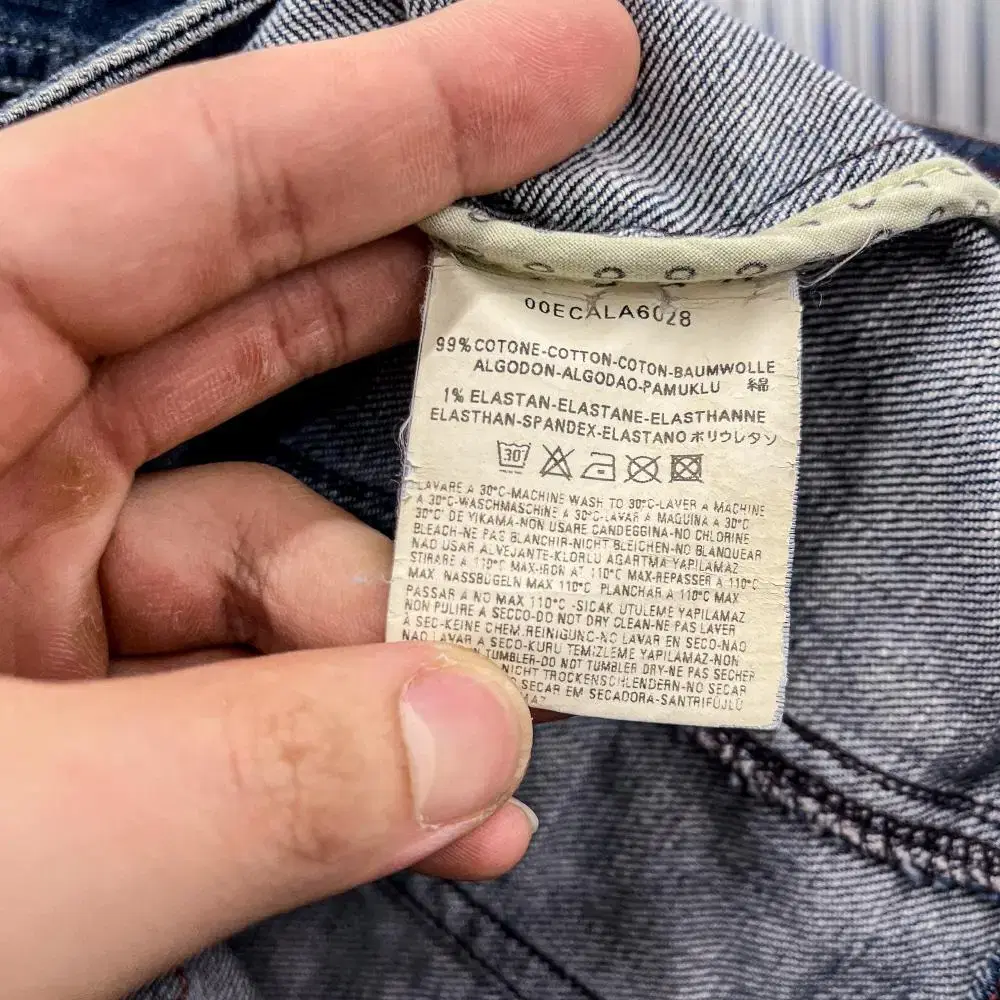 00ECALA6028
99%COTONE-COTTON-COTON-BAUMWOLLE
ALGODON-ALGODAO-PAMUKLU 綿
1% ELASTAN-ELASTANE-ELASTHANNE
ELASTHAN-SPANDEX-ELASTANO ポリウレタン
30°
LAVARE A 30°C-MACHINE WASH TO 30°C-LAVER A MACHINE
A 30°C-WASCHMASCHINE A 30°C-LAVAR A MAQUINA A 30°C
30°C' DE YIKAMA-NON USARE CANDEGGINA-NO CHLORINE
BLEACH-NE PAS BLANCHIR-NICHT BLEICHEN-NO BLANQUEAR
NAO USAR ALVEJANTE-KLORLU AGARTMA YAPILAMAZ
STIRARE A 110°C MAX-IRON AT 110°C MAX-REPASSER A 110°C
MAX NASSBÜGELN MAX 110°C PLANCHAR A 110°C MAX
PASSAR A NO MAX 110°C -SICAK UTULEME YAPILAMAZ
NON PULIRE A SECCO-DO NOT DRY CLEAN-NE PAS LAVER
A SEC-KEINE CHEM.REINIGUNG-NO LAVAR EN SECO-NAO
NAO LAVAR A SECO-KURU TEMIZLEME YAPILAMAZ-NON
TUMBLER-DO NOT TUMBLER DRY-NE PAS SECHER
NICHT TROCKENSCHLENDERN-NO SECAR
SECAR EM SECADORA-SANTRIFÜJLÜ